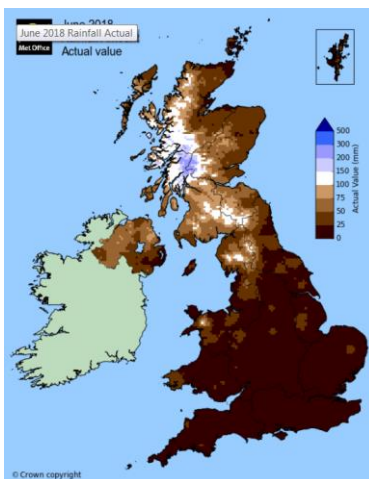 June 2018
June 2018 Rainfall Actual
Met Office
Actual value
500
300
200
150
100
75
50
25
0
Actual Value (mm)
© Crown copyright